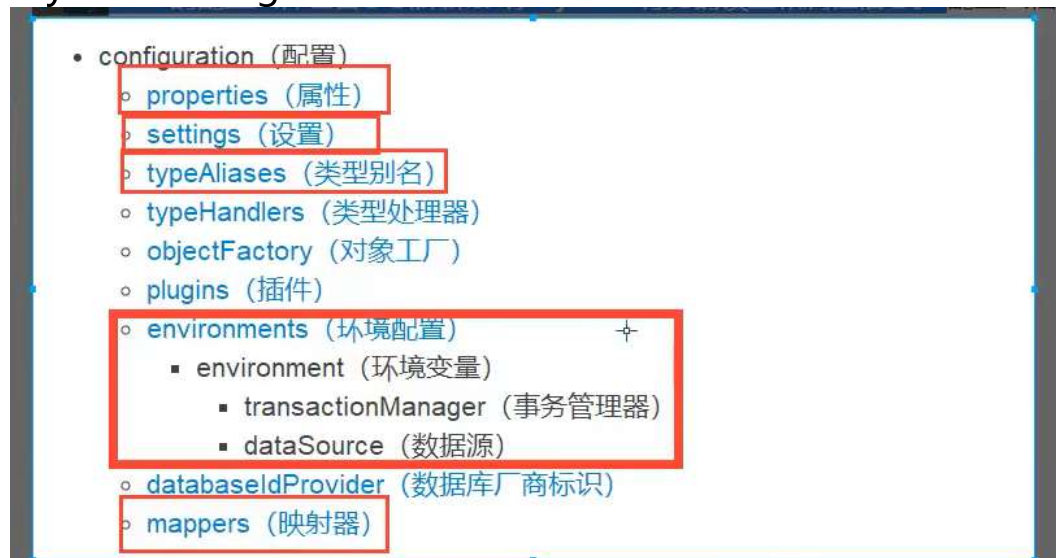 configuration（配置）
properties（属性）
settings（设置）
typeAliases（类型别名）
typeHandlers（类型处理器）
objectFactory（对象工厂）
plugins（插件）
environments（环境配置）
environment（环境变量）
transactionManager（事务管理器）
dataSource（数据源）
databaseIdProvider（数据库厂商标识）
mappers（映射器）